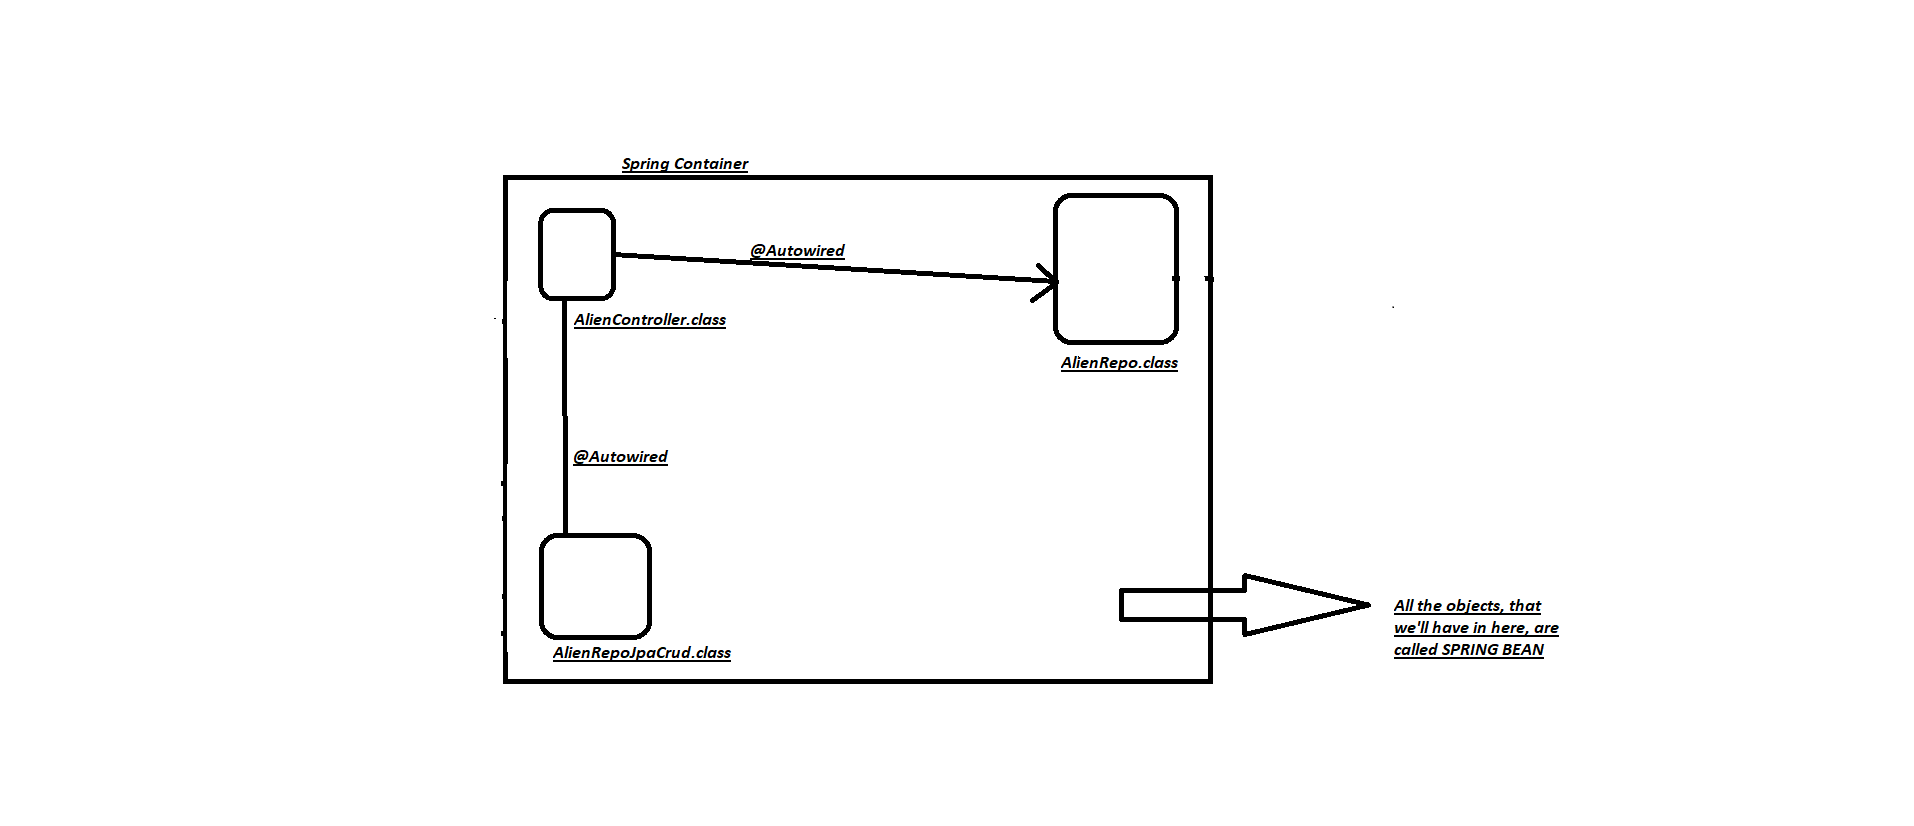 Spring Container
@Autowired
AlienController.class
AlienRepo.class
@Autowired
AlienRepoJpaCrud.class
All the objects, that
we'll have in here, are
called SPRING BEAN